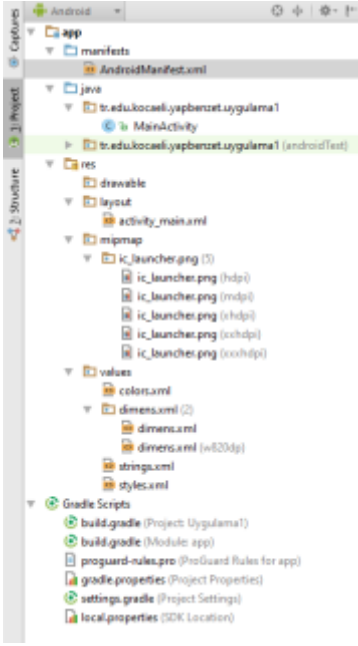 Android
Captures
1: Project
2: Structure
app
manifests
AndroidManifest.xml
java
tr.edu.kocaeli.yapbenzet.uygulama1
MainActivity
tr.edu.kocaeli.yapbenzet.uygulama1 (androidTest)
res
drawable
layout
activity_main.xml
mipmap
ic_launcher.png (5)
ic_launcher.png (hdpi)
ic_launcher.png (mdpi)
ic_launcher.png (xhdpi)
ic_launcher.png (xxhdpi)
ic_launcher.png (xxxhdpi)
values
colors.xml
dimens.xml (2)
dimens.xml
dimens.xml (w820dp)
strings.xml
styles.xml
Gradle Scripts
build.gradle (Project: Uygulama1)
build.gradle (Module: app)
proguard-rules.pro (ProGuard Rules for app)
gradle.properties (Project Properties)
settings.gradle (Project Settings)
local.properties (SDK Location)